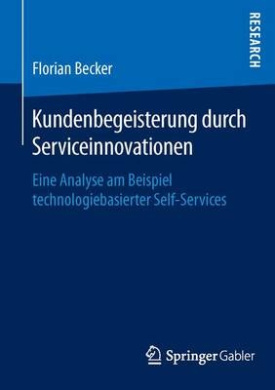 RESEARCH
Florian Becker
Kundenbegeisterung durch
Serviceinnovationen
Eine Analyse am Beispiel
technologiebasierter Self-Services
Springer Gabler